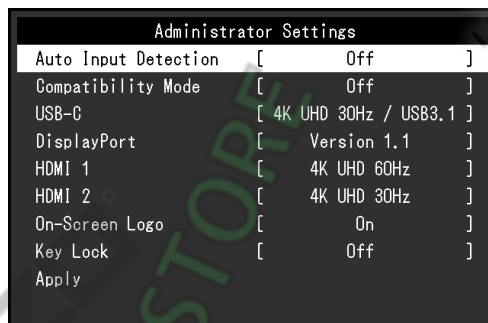 Administrator Settings
Auto Input Detection [ Off ]
Compatibility Mode [ Off ]
USB-C [ 4K UHD 30Hz / USB3.1 ]
DisplayPort [ Version 1.1 ]
HDMI 1 [ 4K UHD 60Hz ]
HDMI 2 [ 4K UHD 30Hz ]
On-Screen Logo [ On ]
Key Lock [ Off ]
Apply
STORE